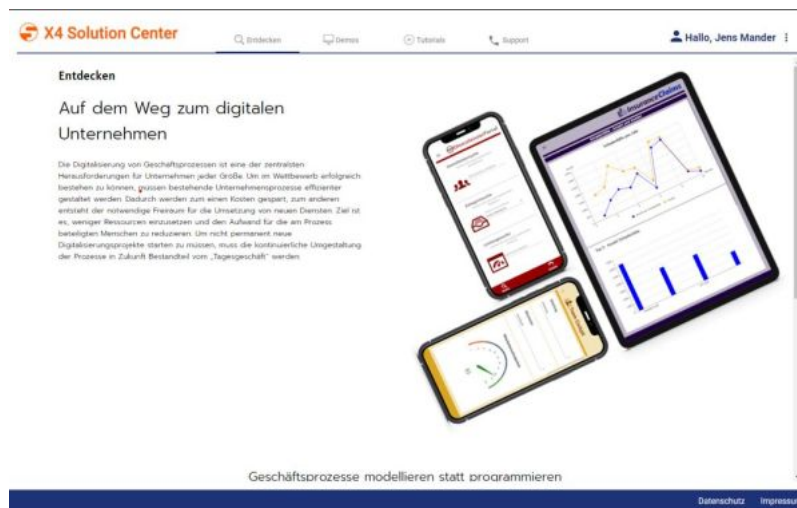 X4 Solution Center
Entdecken
Demos
Tutorials
Support
Hallo, Jens Mander
Entdecken
Auf dem Weg zum digitalen
Unternehmen
Die Digitalisierung von Geschäftsprozessen ist eine der zentralsten
Herausforderungen für Unternehmen jeder Größe. Um im Wettbewerb erfolgreich
bestehen zu können, müssen bestehende Unternehmensprozesse effizienter
gestaltet werden. Dadurch werden zum einen Kosten gespart, zum anderen
entsteht der notwendige Freiraum für die Umsetzung von neuen Diensten. Ziel ist
es, weniger Ressourcen einzusetzen und den Aufwand für die am Prozess
beteiligten Menschen zu reduzieren. Um nicht permanent neue
Digitalisierungsprojekte starten zu müssen, muss die kontinuierliche Umgestaltung
der Prozesse in Zukunft Bestandteil vom „Tagesgeschäft" werden.
InsuranceClaims
Geschäftsprozesse modellieren statt programmieren
Datenschutz
Impressu